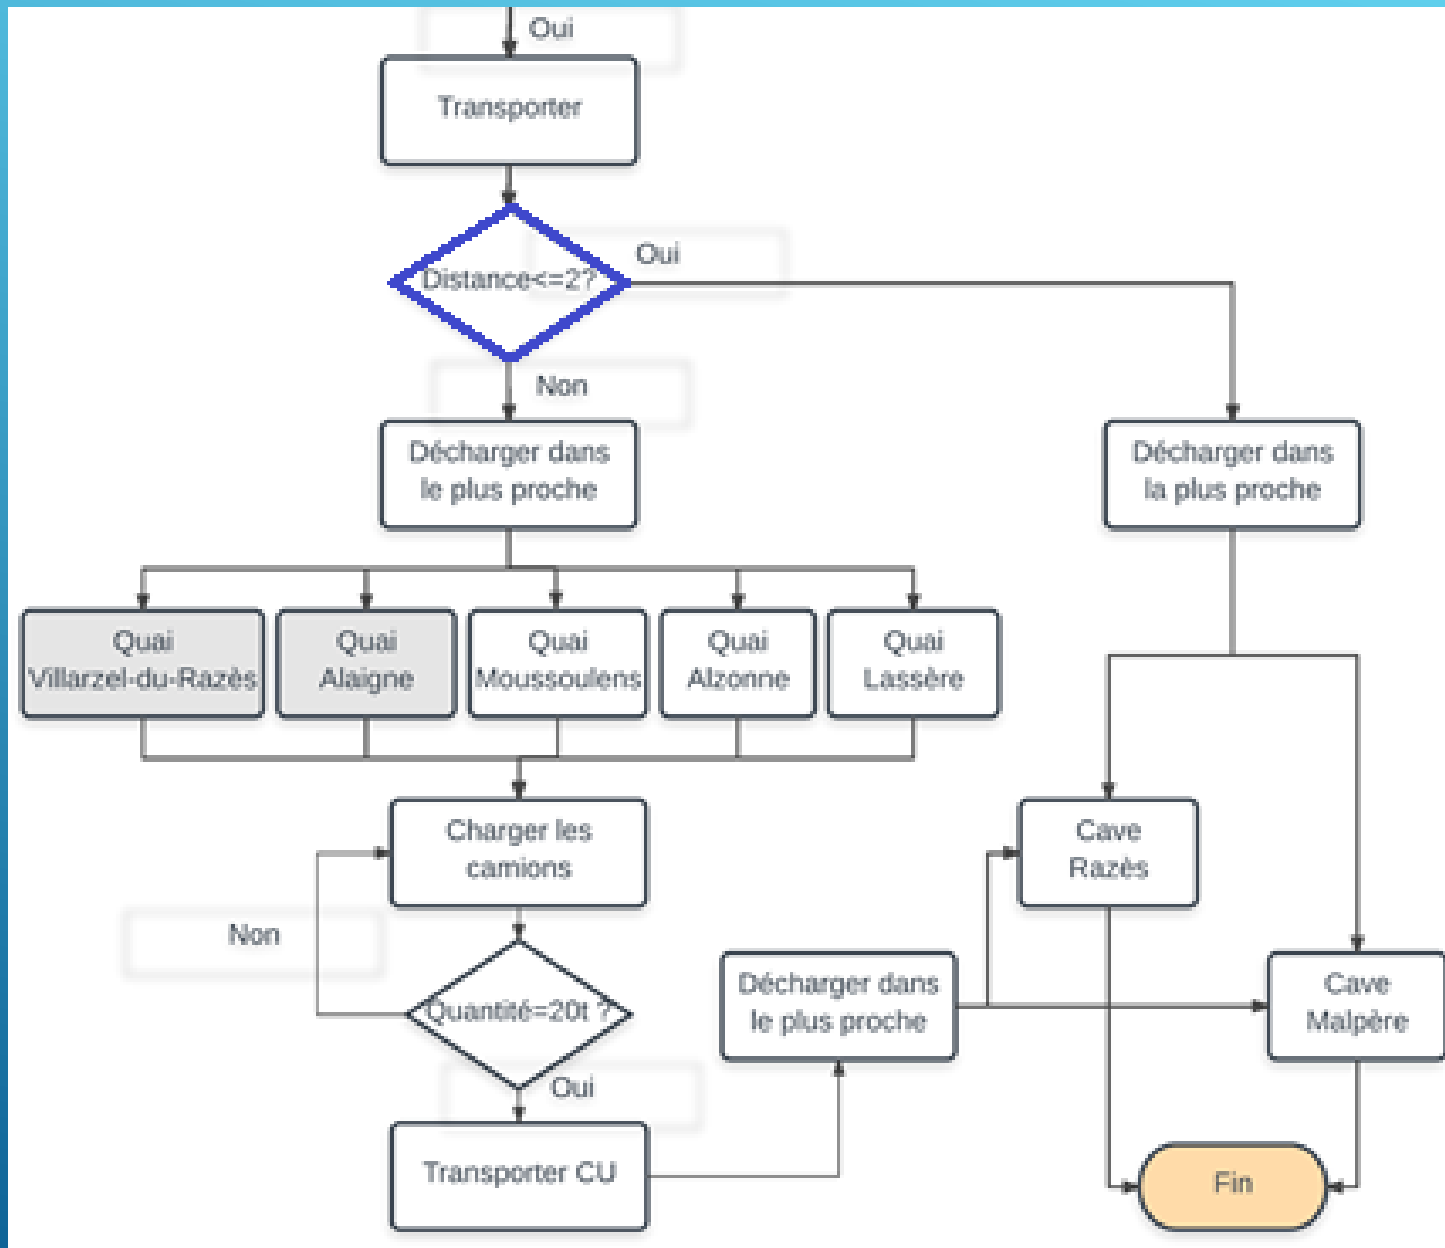 Oui
Transporter
Distance<=2?
Oui
Non
Décharger dans
le plus proche
Décharger dans
la plus proche
Quai
Villarzel-du-Razès
Quai
Alaigne
Quai
Moussoulens
Quai
Alzonne
Quai
Lassère
Charger les
camions
Cave
Razès
Non
Quantité=20t ?
Décharger dans
le plus proche
Cave
Malpère
Oui
Transporter CU
Fin